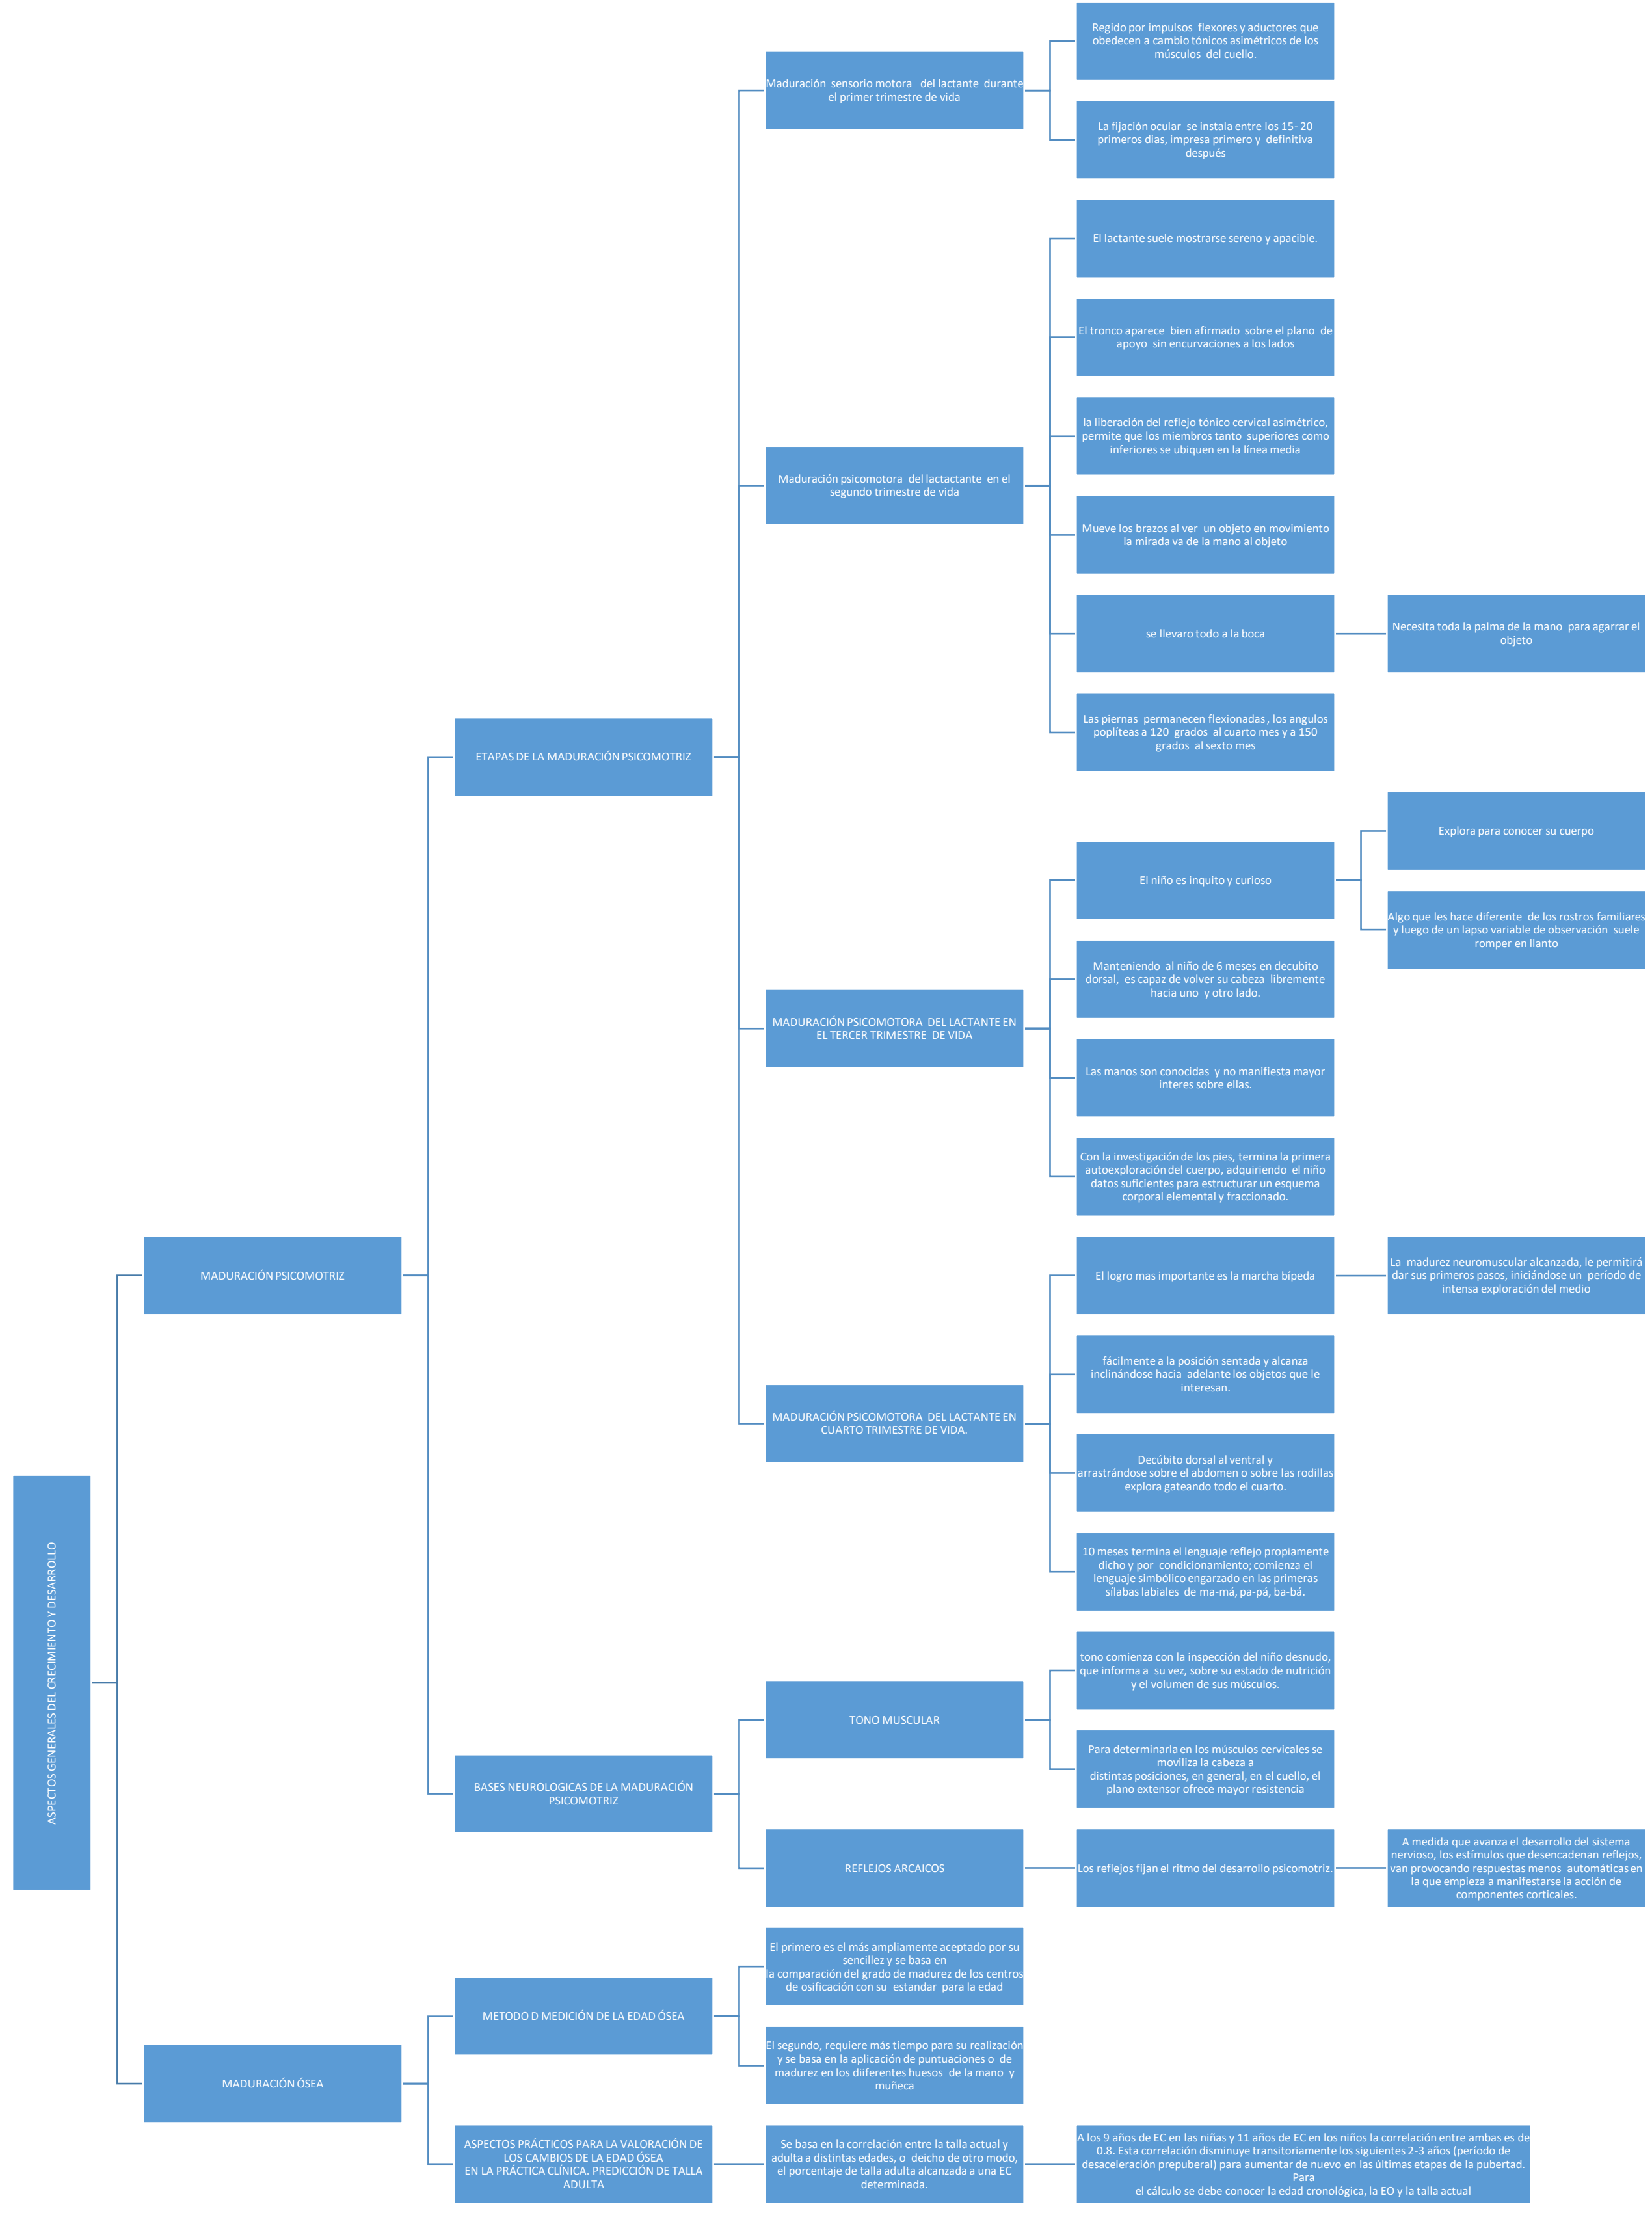 ASPECTOS GENERALES DEL CRECIMIENTO Y DESARROLLO
MADURACIÓN PSICOMOTRIZ
ETAPAS DE LA MADURACIÓN PSICOMOTRIZ
Maduración sensorio motora del lactante durante
el primer trimestre de vida
Regido por impulsos flexores y aductores que
obedecen a cambio tónicos asimétricos de los
músculos del cuello.
La fijación ocular se instala entre los 15- 20
primeros dias, impresa primero y definitiva
después
Maduración psicomotora del lactactante en el
segundo trimestre de vida
El lactante suele mostrarse sereno y apacible.
El tronco aparece bien afirmado sobre el plano de
apoyo sin encurvaciones a los lados
la liberación del reflejo tónico cervical asimétrico,
permite que los miembros tanto superiores como
inferiores se ubiquen en la línea media
Mueve los brazos al ver un objeto en movimiento
la mirada va de la mano al objeto
se llevaro todo a la boca
Necesita toda la palma de la mano para agarrar el
objeto
Las piernas permanecen flexionadas , los angulos
poplíteas a 120 grados al cuarto mes y a 150
grados al sexto mes
MADURACIÓN PSICOMOTORA DEL LACTANTE EN
EL TERCER TRIMESTRE DE VIDA
El niño es inquito y curioso
Explora para conocer su cuerpo
Algo que les hace diferente de los rostros familiares
y luego de un lapso variable de observación suele
romper en llanto
Manteniendo al niño de 6 meses en decubito
dorsal, es capaz de volver su cabeza libremente
hacia uno y otro lado.
Las manos son conocidas y no manifiesta mayor
interes sobre ellas.
Con la investigación de los pies, termina la primera
autoexploración del cuerpo, adquiriendo el niño
datos suficientes para estructurar un esquema
corporal elemental y fraccionado.
MADURACIÓN PSICOMOTORA DEL LACTANTE EN
CUARTO TRIMESTRE DE VIDA.
El logro mas importante es la marcha bípeda
La madurez neuromuscular alcanzada, le permitirá
dar sus primeros pasos, iniciándose un período de
intensa exploración del medio
fácilmente a la posición sentada y alcanza
inclinándose hacia adelante los objetos que le
interesan.
Decúbito dorsal al ventral y
arrastrándose sobre el abdomen o sobre las rodillas
explora gateando todo el cuarto.
10 meses termina el lenguaje reflejo propiamente
dicho y por condicionamiento; comienza el
lenguaje simbólico engarzado en las primeras
sílabas labiales de ma-má, pa-pá, ba-bá.
BASES NEUROLOGICAS DE LA MADURACIÓN
PSICOMOTRIZ
TONO MUSCULAR
tono comienza con la inspección del niño desnudo,
que informa a su vez, sobre su estado de nutrición
y el volumen de sus músculos.
Para determinarla en los músculos cervicales se
moviliza la cabeza a
distintas posiciones, en general, en el cuello, el
plano extensor ofrece mayor resistencia
REFLEJOS ARCAICOS
Los reflejos fijan el ritmo del desarrollo psicomotriz.
A medida que avanza el desarrollo del sistema
nervioso, los estímulos que desencadenan reflejos,
van provocando respuestas menos automáticas en
la que empieza a manifestarse la acción de
componentes corticales.
MADURACIÓN ÓSEA
METODO D MEDICIÓN DE LA EDAD ÓSEA
El primero es el más ampliamente aceptado por su
sencillez y se basa en
la comparación del grado de madurez de los centros
de osificación con su estandar para la edad
El segundo, requiere más tiempo para su realización
y se basa en la aplicación de puntuaciones o de
madurez en los diiferentes huesos de la mano y
muñeca
ASPECTOS PRÁCTICOS PARA LA VALORACIÓN DE
LOS CAMBIOS DE LA EDAD ÓSEA
EN LA PRÁCTICA CLÍNICA. PREDICCIÓN DE TALLA
ADULTA
Se basa en la correlación entre la talla actual y
adulta a distintas edades, o deicho de otro modo,
el porcentaje de talla adulta alcanzada a una EC
determinada.
A los 9 años de EC en las niñas y 11 años de EC en los niños la correlación entre ambas es de
0.8. Esta correlación disminuye transitoriamente los siguientes 2-3 años (período de
desaceleración prepuberal) para aumentar de nuevo en las últimas etapas de la pubertad.
Para
el cálculo se debe conocer la edad cronológica, la EO y la talla actual